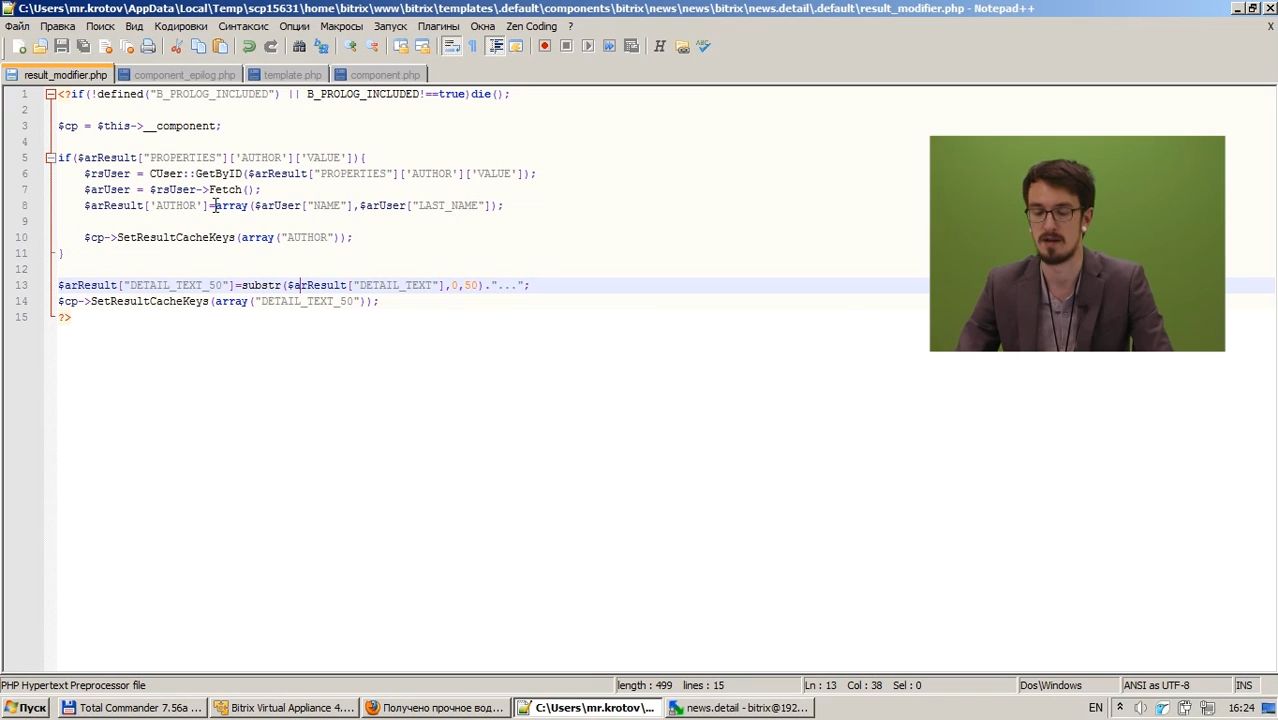 C:\Users\mr.krotov\AppData\Local\Temp\scp15631\home\bitrix\www\bitrix\templates\.default\components\bitrix\news\news\bitrix\news.detail\.default\result_modifier.php - Notepad++
Файл Правка Поиск Вид Кодировки Синтаксис Опции Макросы Запуск Плагины Окна Zen Coding ? X
result_modifier.php component_epilog.php template.php component.php
1 <?if(!defined("B_PROLOG_INCLUDED") || B_PROLOG_INCLUDED!==true)die();
2
3 $cp = $this->__component;
4
5 if($arResult["PROPERTIES"]['AUTHOR']['VALUE']){
6 $rsUser = CUser::GetByID($arResult["PROPERTIES"]['AUTHOR']['VALUE']);
7 $arUser = $rsUser->Fetch();
8 $arResult['AUTHOR']=array($arUser["NAME"],$arUser["LAST_NAME"]);
9
10 $cp->SetResultCacheKeys(array("AUTHOR"));
11 }
12
13 $arResult["DETAIL_TEXT_50"]=substr($arResult["DETAIL_TEXT"],0,50)."...";
14 $cp->SetResultCacheKeys(array("DETAIL_TEXT_50"));
15 ?>
PHP Hypertext Preprocessor file length : 499 lines : 15 Ln : 13 Col : 38 Sel : 0 Dos\Windows ANSI as UTF-8 INS
Пуск Total Commander 7.56a ... Bitrix Virtual Appliance 4.... Получено прочное вод... C:\Users\mr.krotov\... news.detail - bitrix@192... EN 16:24